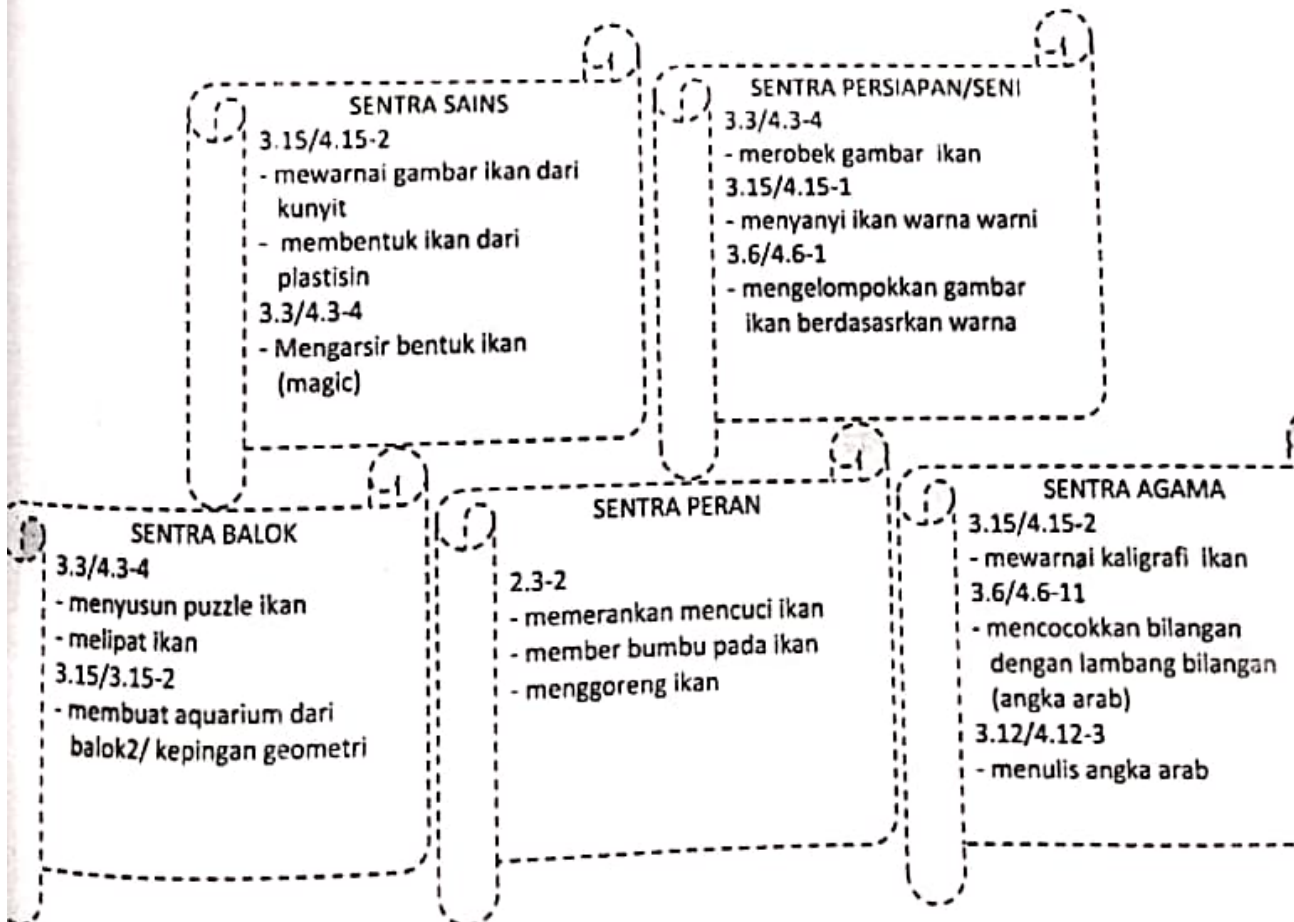 SENTRA SAINS
3.15/4.15-2
- mewarnai gambar ikan dari
kunyit
- membentuk ikan dari
plastisin
3.3/4.3-4
- Mengarsir bentuk ikan
(magic)
SENTRA PERSIAPAN/SENI
3.3/4.3-4
- merobek gambar ikan
3.15/4.15-1
- menyanyi ikan warna warni
3.6/4.6-1
- mengelompokkan gambar
ikan berdasasrkan warna
SENTRA BALOK
3.3/4.3-4
- menyusun puzzle ikan
- melipat ikan
3.15/3.15-2
- membuat aquarium dari
balok2/ kepingan geometri
SENTRA PERAN
2.3-2
- memerankan mencuci ikan
- member bumbu pada ikan
- menggoreng ikan
SENTRA AGAMA
3.15/4.15-2
- mewarnai kaligrafi ikan
3.6/4.6-11
- mencocokkan bilangan
dengan lambang bilangan
(angka arab)
3.12/4.12-3
- menulis angka arab